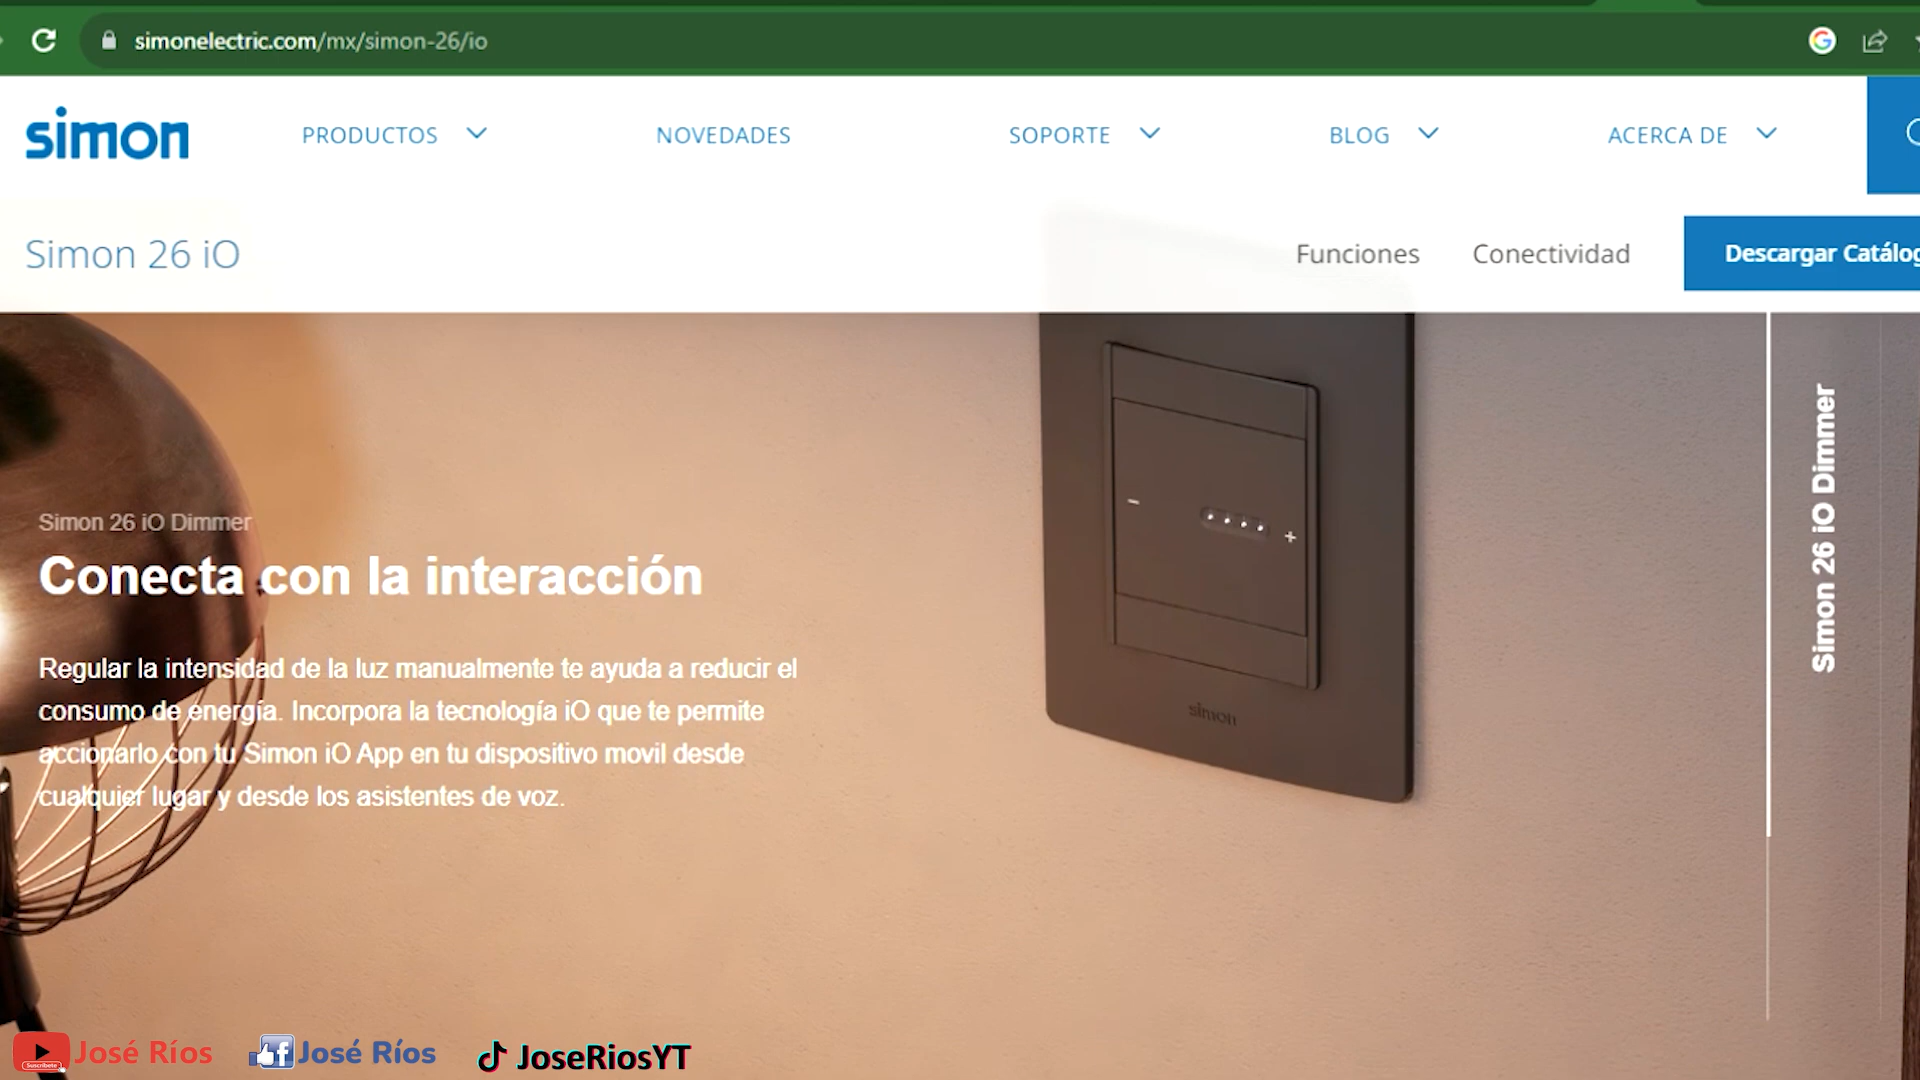 simonelectric.com/mx/simon-26/io
simon
PRODUCTOS
NOVEDADES
SOPORTE
BLOG
ACERCA DE
Simon 26 iO
Funciones
Conectividad
Descargar Catálog
Simon 26 iO Dimmer
Conecta con la interacción
Regular la intensidad de la luz manualmente te ayuda a reducir el
consumo de energía. Incorpora la tecnología iO que te permite
accionarlo con tu Simon iO App en tu dispositivo movil desde
cualquier lugar y desde los asistentes de voz.
simon
Simon 26 iO Dimmer
José Ríos
Suscríbete
José Ríos
JoseRiosYT